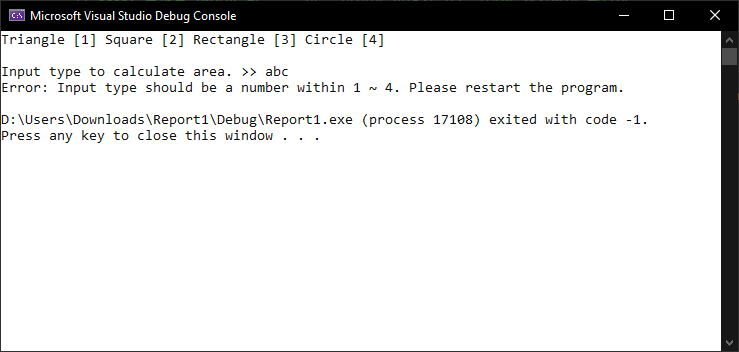 Microsoft Visual Studio Debug Console
Triangle [1] Square [2] Rectangle [3] Circle [4]
Input type to calculate area. >> abc
Error: Input type should be a number within 1 ~ 4. Please restart the program.
D:\Users\Downloads\Report1\Debug\Report1.exe (process 17108) exited with code -1.
Press any key to close this window . . .